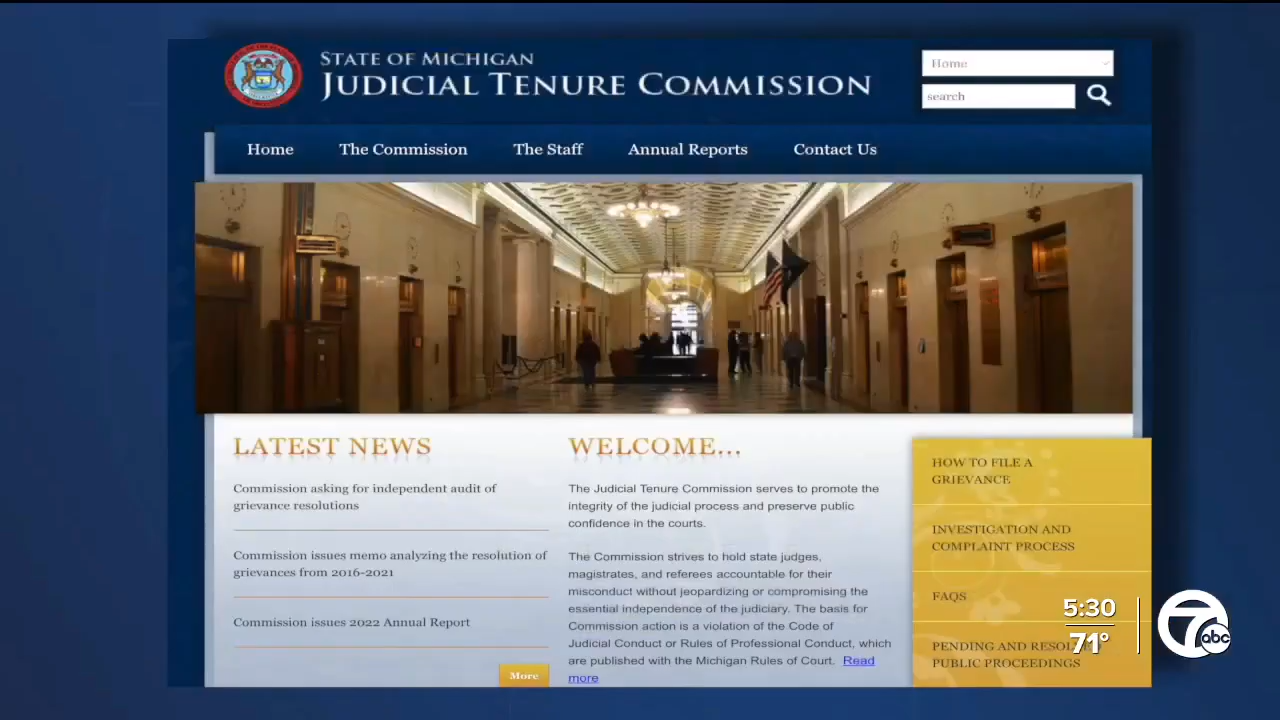 STATE OF MICHIGAN
JUDICIAL TENURE COMMISSION
Home
search
Home
The Commission
The Staff
Annual Reports
Contact Us
LATEST NEWS
Commission asking for independent audit of
grievance resolutions
Commission issues memo analyzing the resolution of
grievances from 2016-2021
Commission issues 2022 Annual Report
More
WELCOME...
The Judicial Tenure Commission serves to promote the
integrity of the judicial process and preserve public
confidence in the courts.
The Commission strives to hold state judges,
magistrates, and referees accountable for their
misconduct without jeopardizing or compromising the
essential independence of the judiciary. The basis for
Commission action is a violation of the Code of
Judicial Conduct or Rules of Professional Conduct, which
are published with the Michigan Rules of Court. Read
more
HOW TO FILE A
GRIEVANCE
INVESTIGATION AND
COMPLAINT PROCESS
FAQS
PENDING AND RESOLVED
PUBLIC PROCEEDINGS
5:30
71°
7
abc